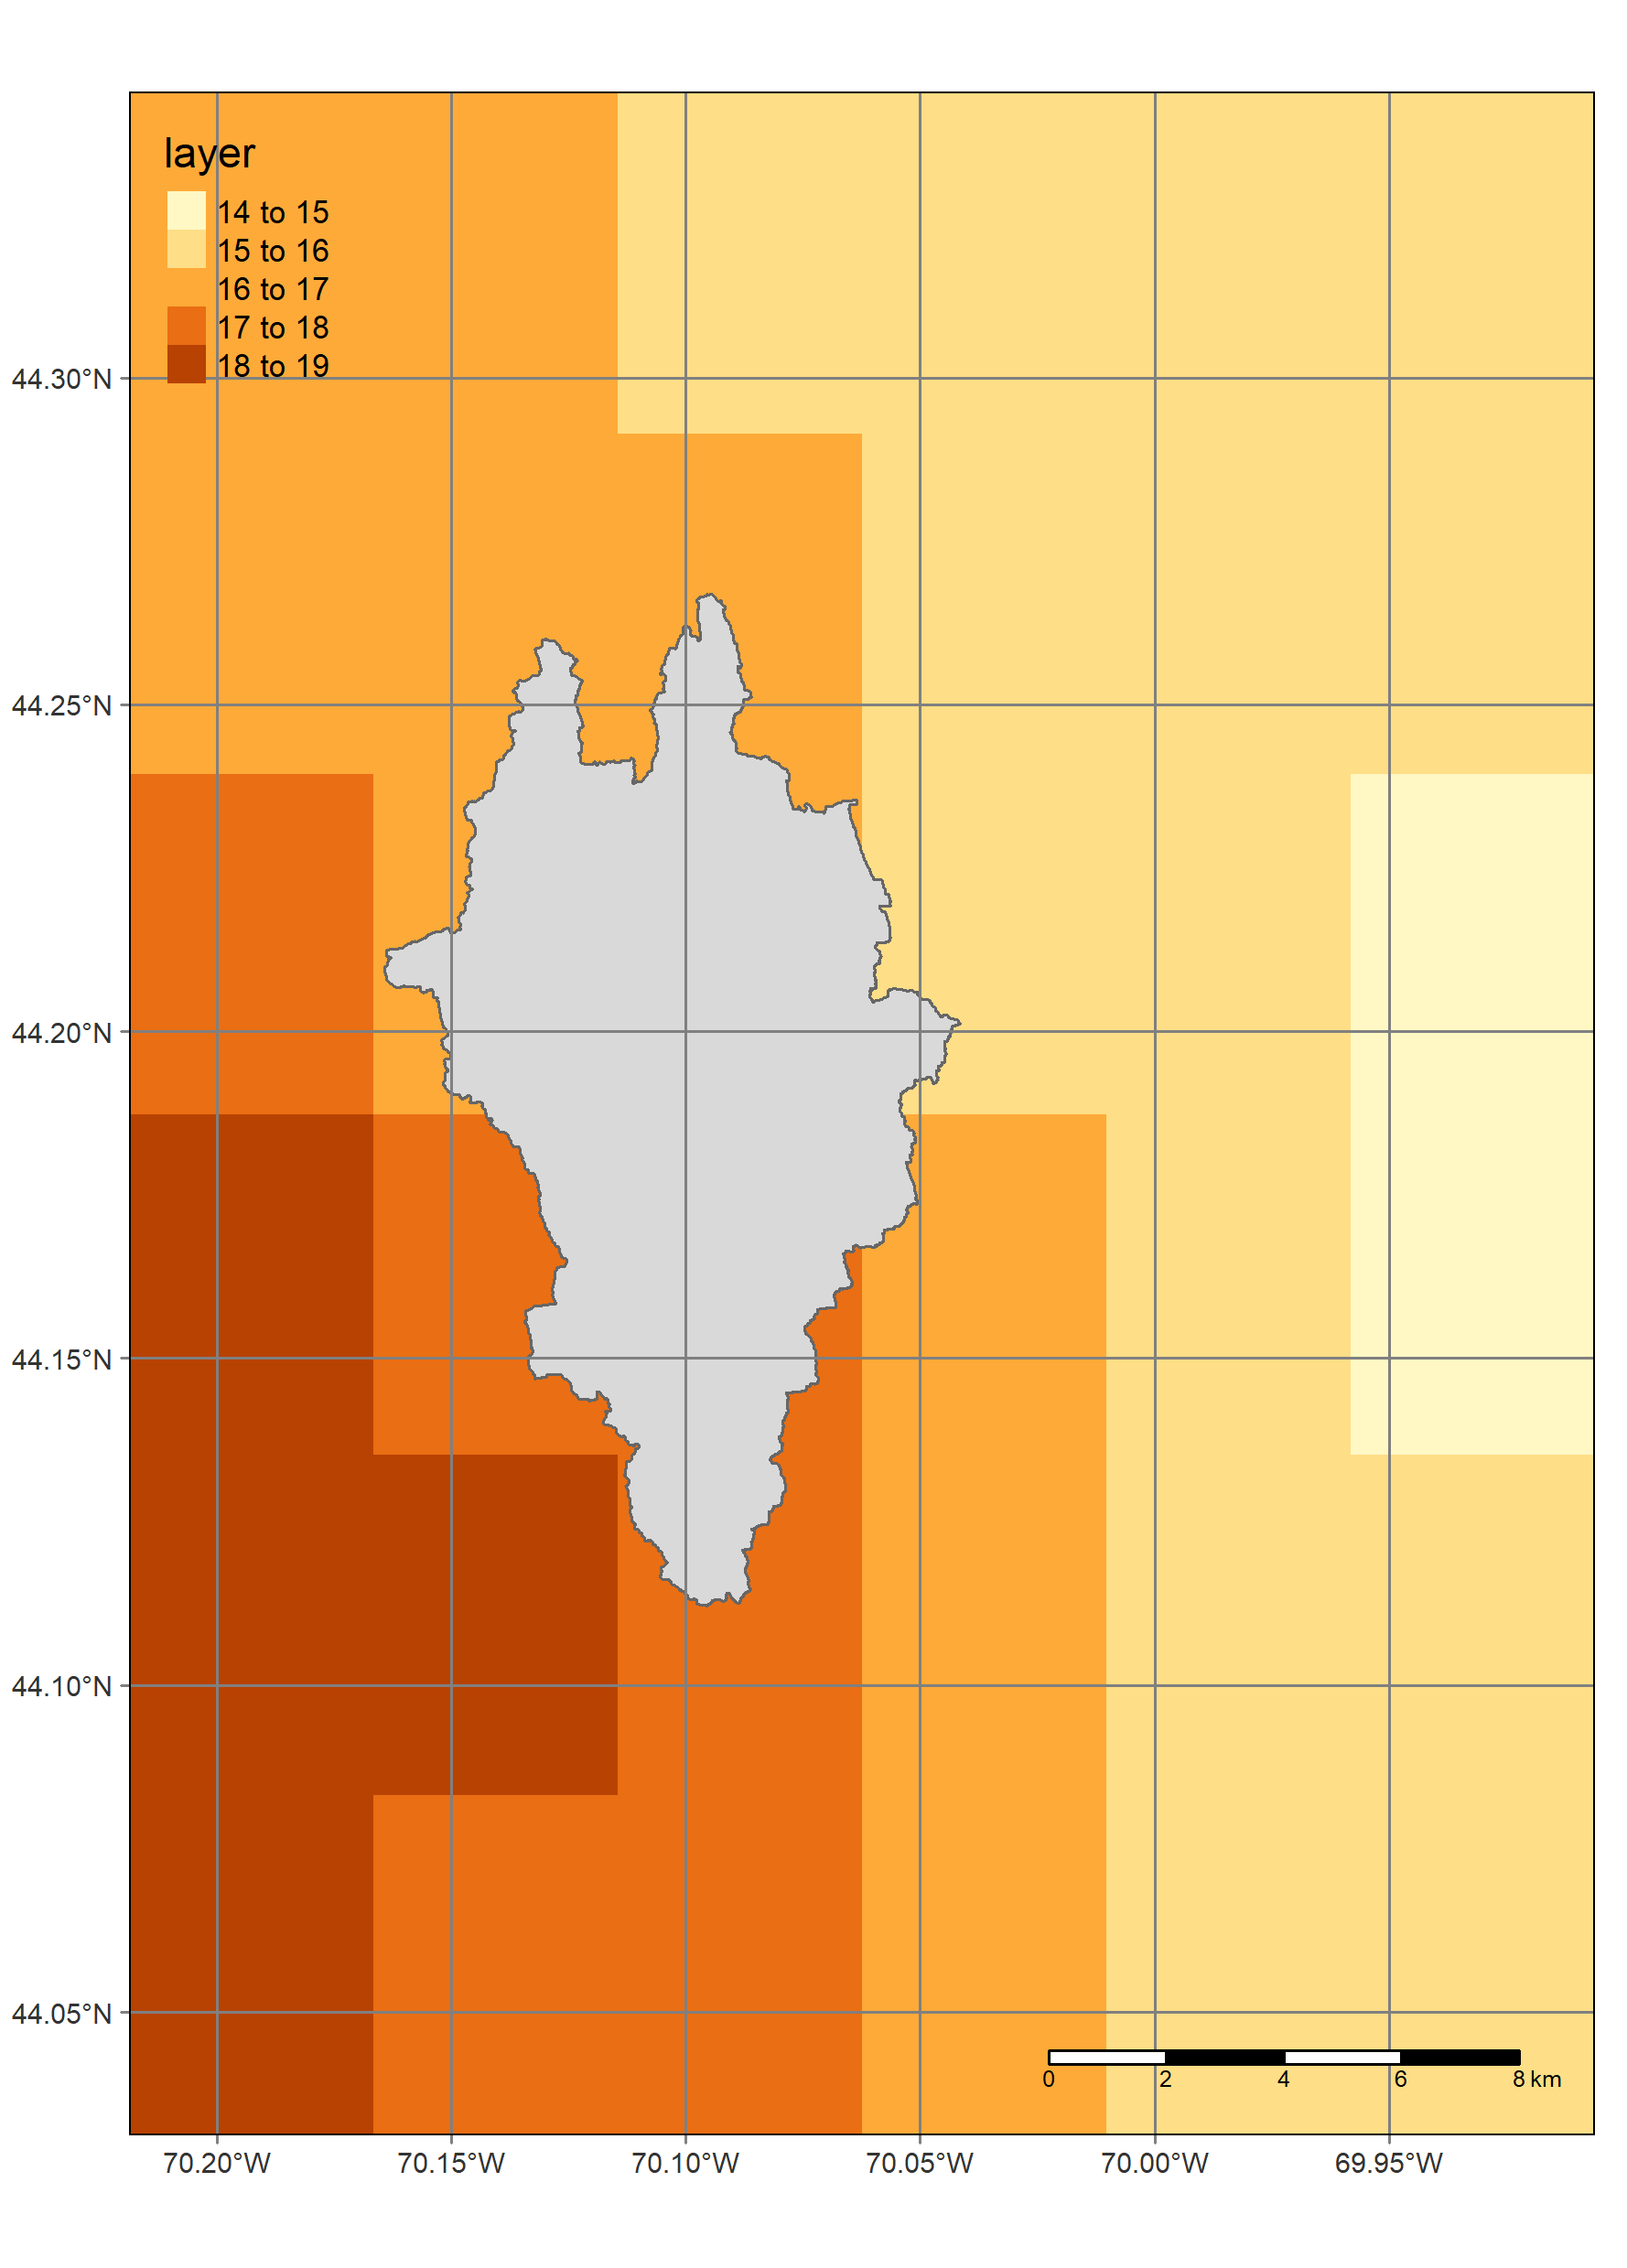 layer
14 to 15
15 to 16
16 to 17
17 to 18
18 to 19
44.30°N
44.25°N
44.20°N
44.15°N
44.10°N
44.05°N
0 2 4 6 8 km
70.20°W 70.15°W 70.10°W 70.05°W 70.00°W 69.95°W